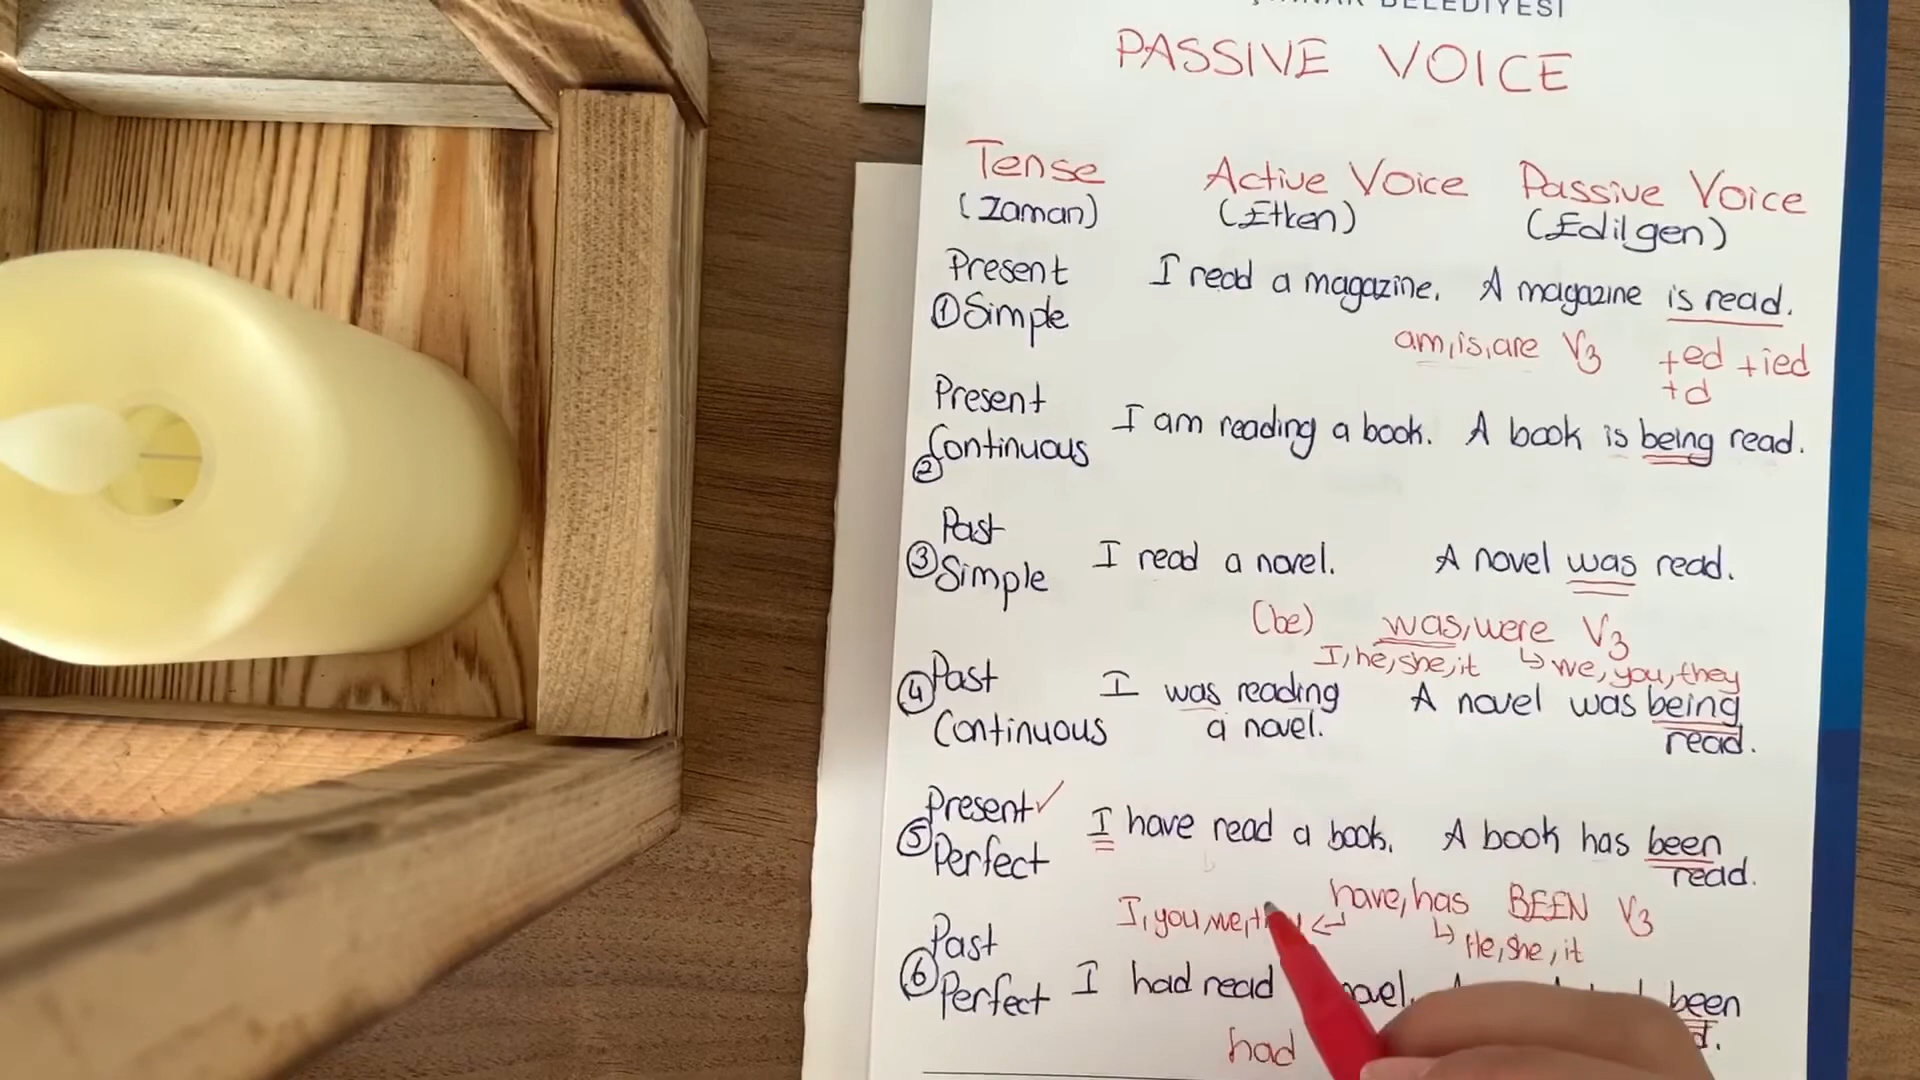 BELEDİYESİ
PASSIVE VOICE
Tense Active Voice Passive Voice
(Zaman) (Etken) (Edilgen)
Present
① Simple I read a magazine. A magazine is read.
am, is, are V3 +ed +ied
+d
Present
② Continuous I am reading a book. A book is being read.
Past
③ Simple I read a novel. A novel was read.
(be) was, were V3
I, he, she, it ↳ we, you, they
④ Past I was reading A novel was being
Continuous a novel. read.
Present ✓
⑤ Perfect I have read a book. A book has been
read.
have, has BEEN V3
I, you, we, ↳ He, she, it
Past
⑥ Perfect I had read been
had